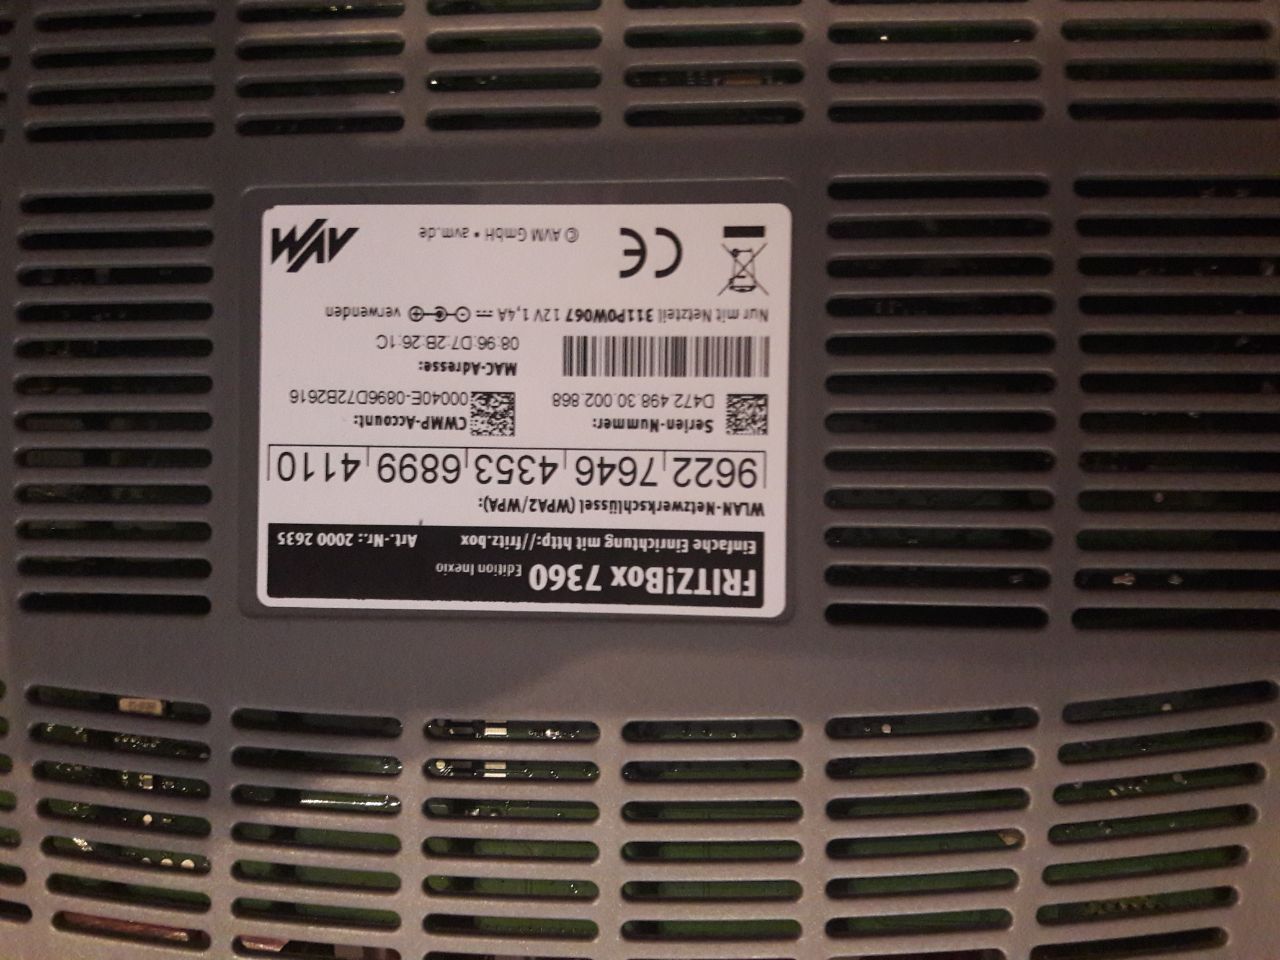 FRITZ!Box 7360 Edition Inexio
Einfache Einrichtung mit http://fritz.box Art.-Nr.: 2000 2635
WLAN-Netzwerkschlüssel (WPA2/WPA):
9622 7646 4353 6899 4110
Serien-Nummer: CWMP-Account:
D472.498.30.002.868 00040E-0896D72B2616
MAC-Adresse:
08:96:D7:2B:26:1C
Nur mit Netzteil 311P0W067 12V 1,4A verwenden
CE © AVM GmbH • avm.de AVM